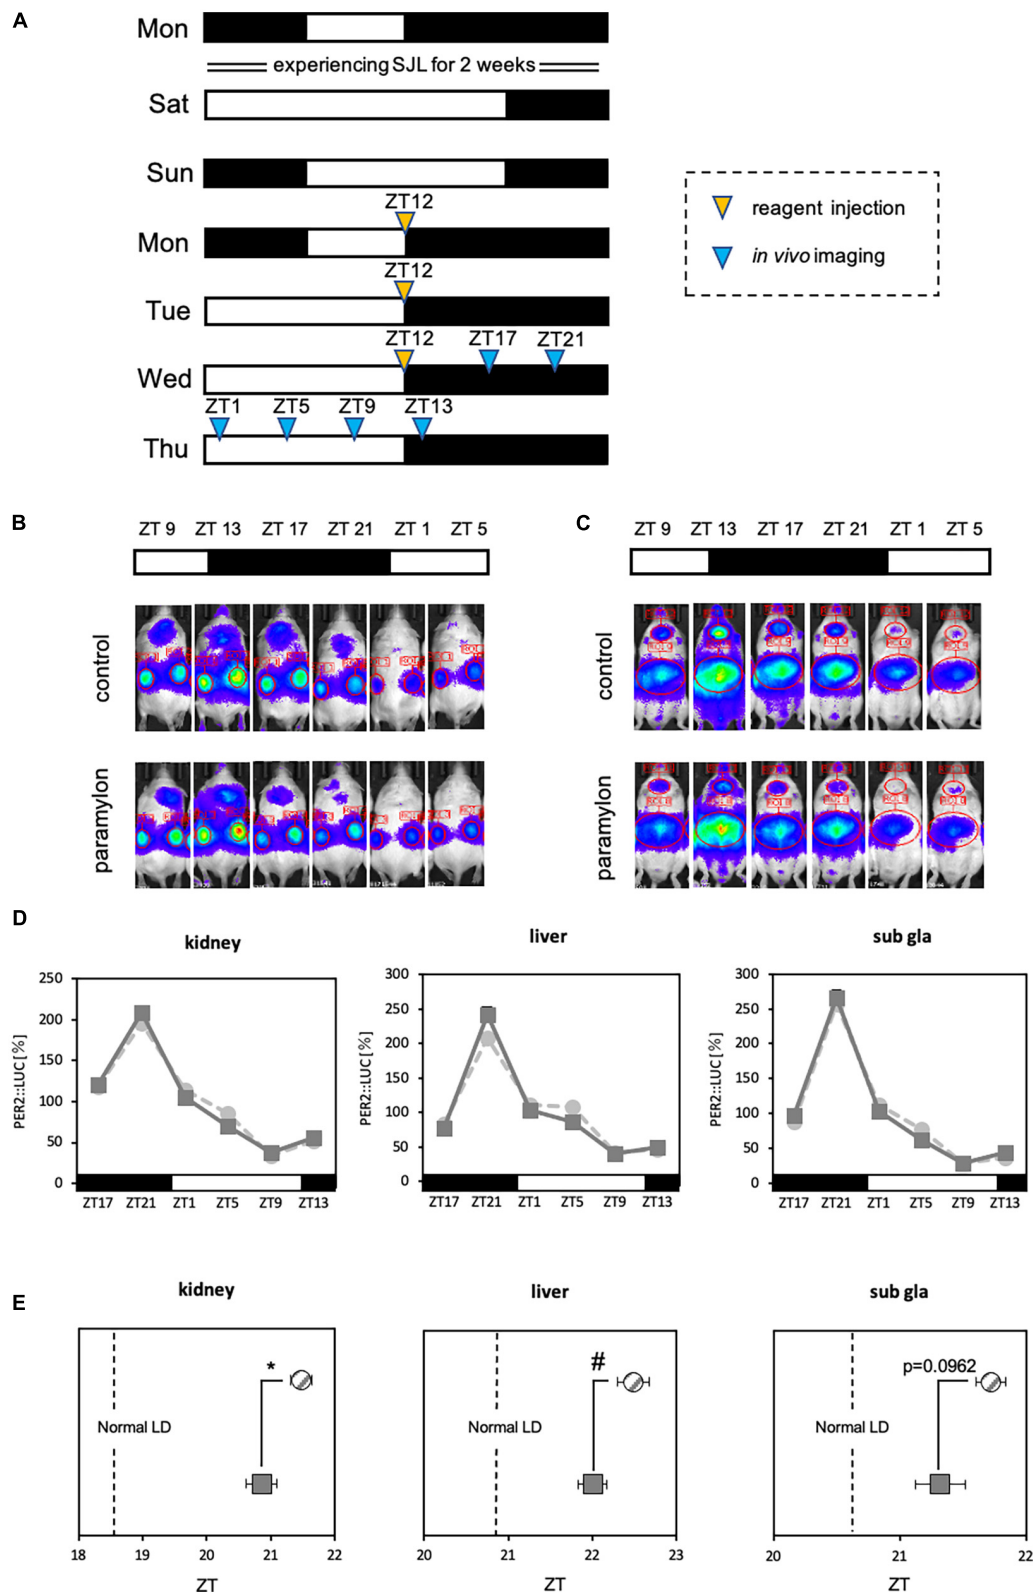 A
Mon
experiencing SJL for 2 weeks
Sat
Sun
ZT12
Mon
ZT12
Tue
ZT12 ZT17 ZT21
Wed
ZT1 ZT5 ZT9 ZT13
Thu
reagent injection
in vivo imaging
B
ZT 9 ZT 13 ZT 17 ZT 21 ZT 1 ZT 5
control
paramylon
C
ZT 9 ZT 13 ZT 17 ZT 21 ZT 1 ZT 5
control
paramylon
D
kidney
PER2::LUC[%]
250
200
150
100
50
0
ZT17 ZT21 ZT1 ZT5 ZT9 ZT13
liver
PER2::LUC[%]
300
250
200
150
100
50
0
ZT17 ZT21 ZT1 ZT5 ZT9 ZT13
sub gla
PER2::LUC[%]
300
250
200
150
100
50
0
ZT17 ZT21 ZT1 ZT5 ZT9 ZT13
E
kidney
*
Normal LD
18 19 20 21 22
ZT
liver
#
Normal LD
20 21 22 23
ZT
sub gla
p=0.0962
Normal LD
20 21 22
ZT